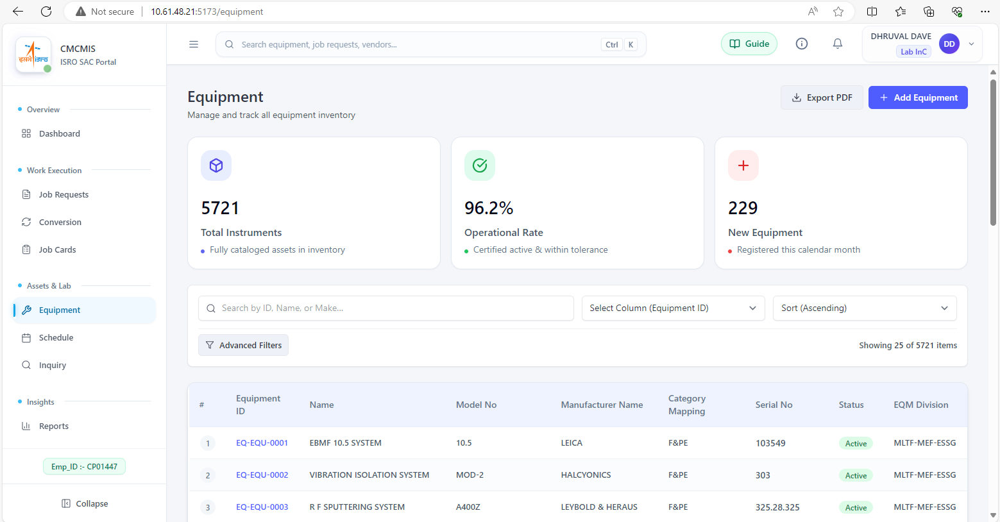 Not secure
10.61.48.21:5173/equipment
इसरो isro
CMCMIS
ISRO SAC Portal
Search equipment, job requests, vendors...
Ctrl K
Guide
DHRUVAL DAVE
Lab InC
DD
Overview
Dashboard
Work Execution
Job Requests
Conversion
Job Cards
Assets & Lab
Equipment
Schedule
Inquiry
Insights
Reports
Emp_ID :- CP01447
Collapse
Equipment
Manage and track all equipment inventory
Export PDF
Add Equipment
5721
Total Instruments
Fully cataloged assets in inventory
96.2%
Operational Rate
Certified active & within tolerance
229
New Equipment
Registered this calendar month
Search by ID, Name, or Make...
Select Column (Equipment ID)
Sort (Ascending)
Advanced Filters
Showing 25 of 5721 items
# Equipment ID Name Model No Manufacturer Name Category Mapping Serial No Status EQM Division
1 EQ-EQU-0001 EBMF 10.5 SYSTEM 10.5 LEICA F&PE 103549 Active MLTF-MEF-ESSG
2 EQ-EQU-0002 VIBRATION ISOLATION SYSTEM MOD-2 HALCYONICS F&PE 303 Active MLTF-MEF-ESSG
3 EQ-EQU-0003 R F SPUTTERING SYSTEM A400Z LEYBOLD & HERAUS F&PE 325.28.325 Active MLTF-MEF-ESSG